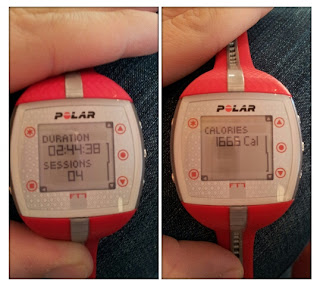 POLAR
DURATION
02:44:38
SESSIONS
04
POLAR
CALORIES
1665 Cal